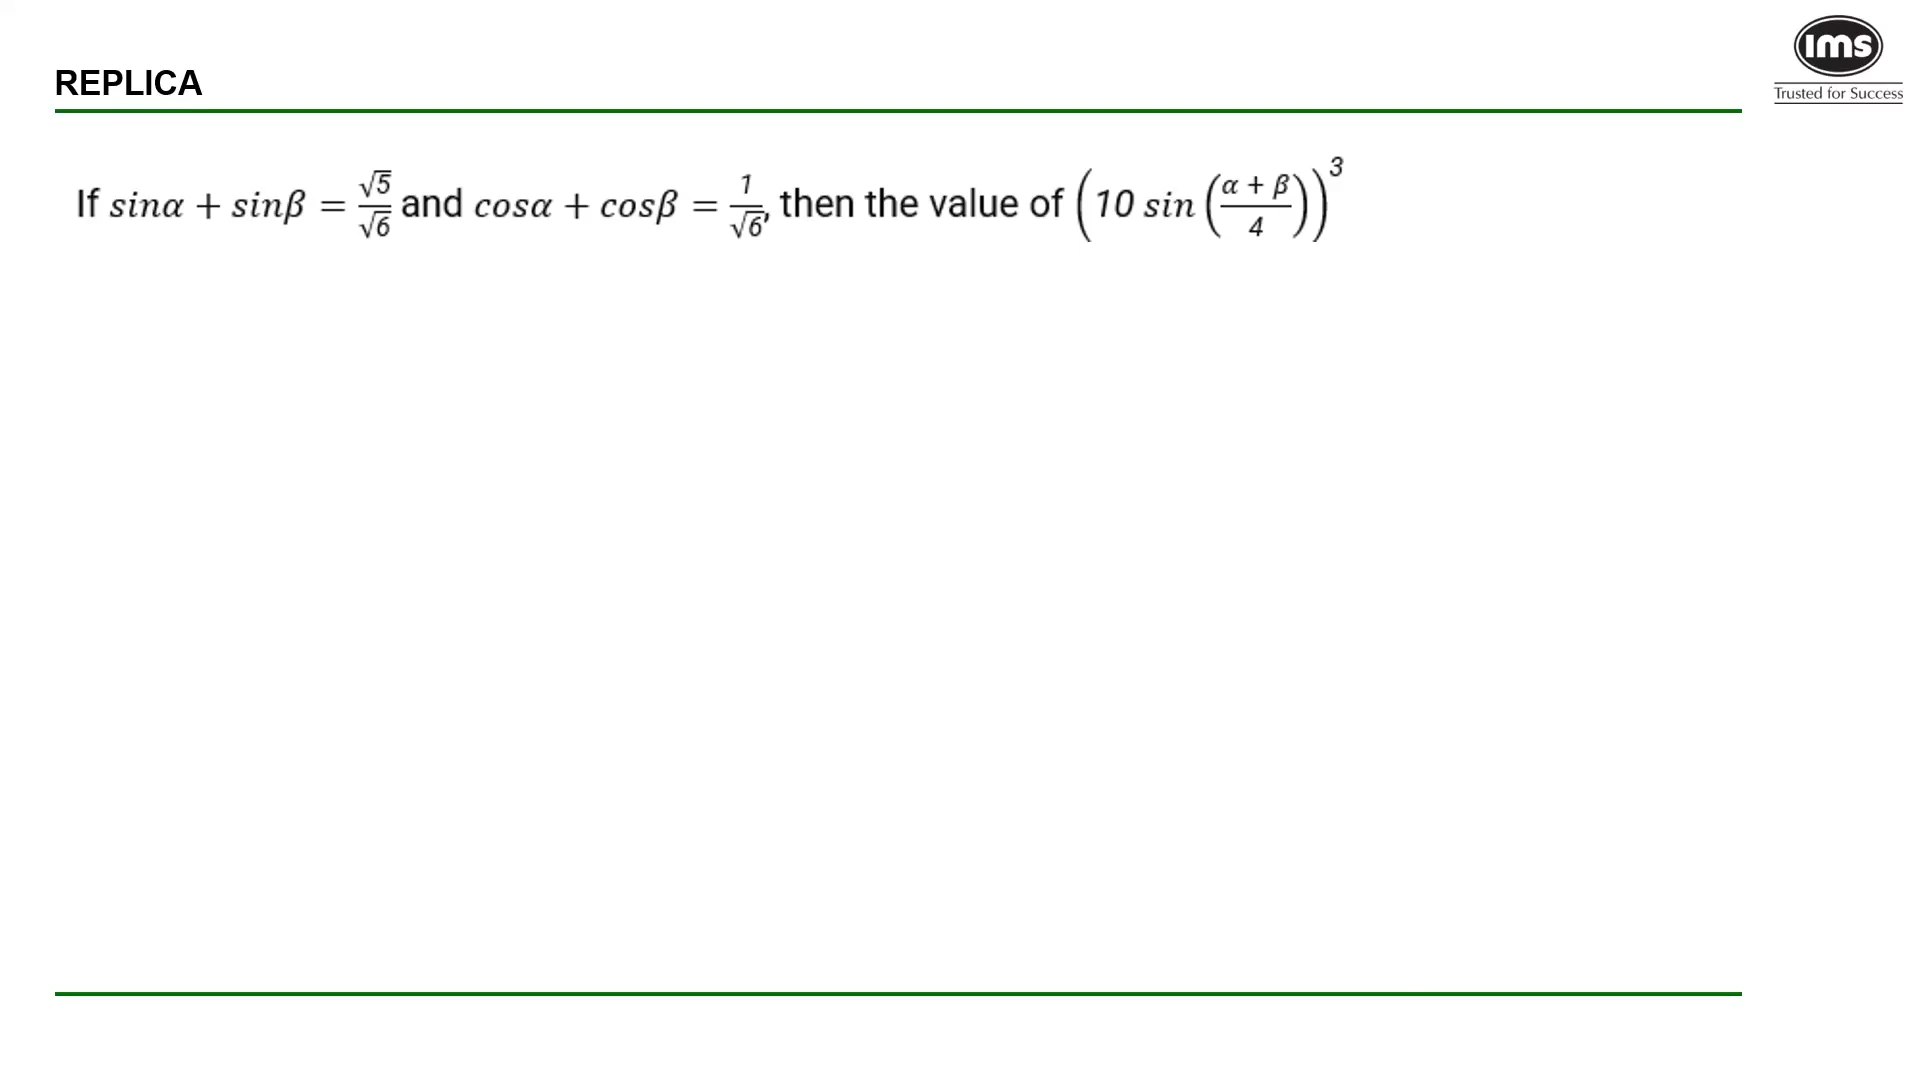 ims
Trusted for Success
REPLICA
If sinα + sinβ = √5/√6 and cosα + cosβ = 1/√6, then the value of (10 sin((α + β)/4))^3